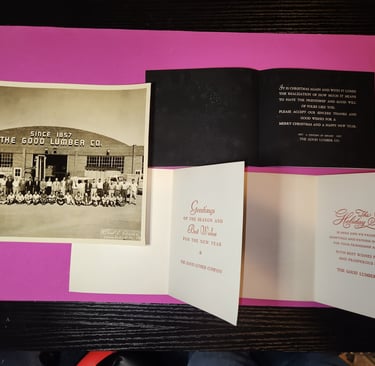 SINCE 1857
THE GOOD LUMBER CO.
IT IS CHRISTMAS AGAIN AND WITH IT COMES
THE REALIZATION OF HOW MUCH IT MEANS
TO HAVE THE FRIENDSHIP AND GOOD WILL
OF FOLKS LIKE YOU.
PLEASE ACCEPT OUR SINCERE THANKS AND
GOOD WISHES FOR A
MERRY CHRISTMAS AND A HAPPY NEW YEAR.
THE GOOD LUMBER CO.
Greetings
OF THE SEASON AND
Best Wishes
FOR THE NEW YEAR
THE GOOD LUMBER COMPANY
The
Holiday
THE GOOD LUMBER